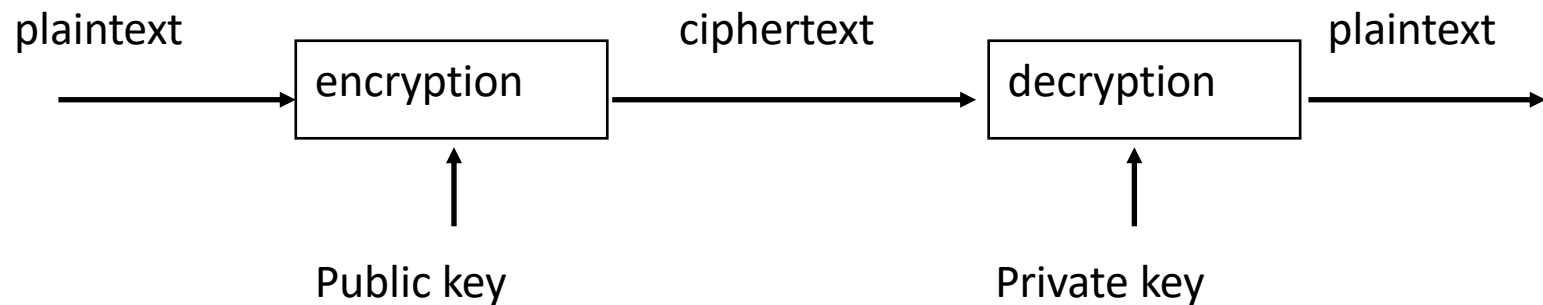 plaintext
ciphertext
plaintext
encryption
decryption
Public key
Private key